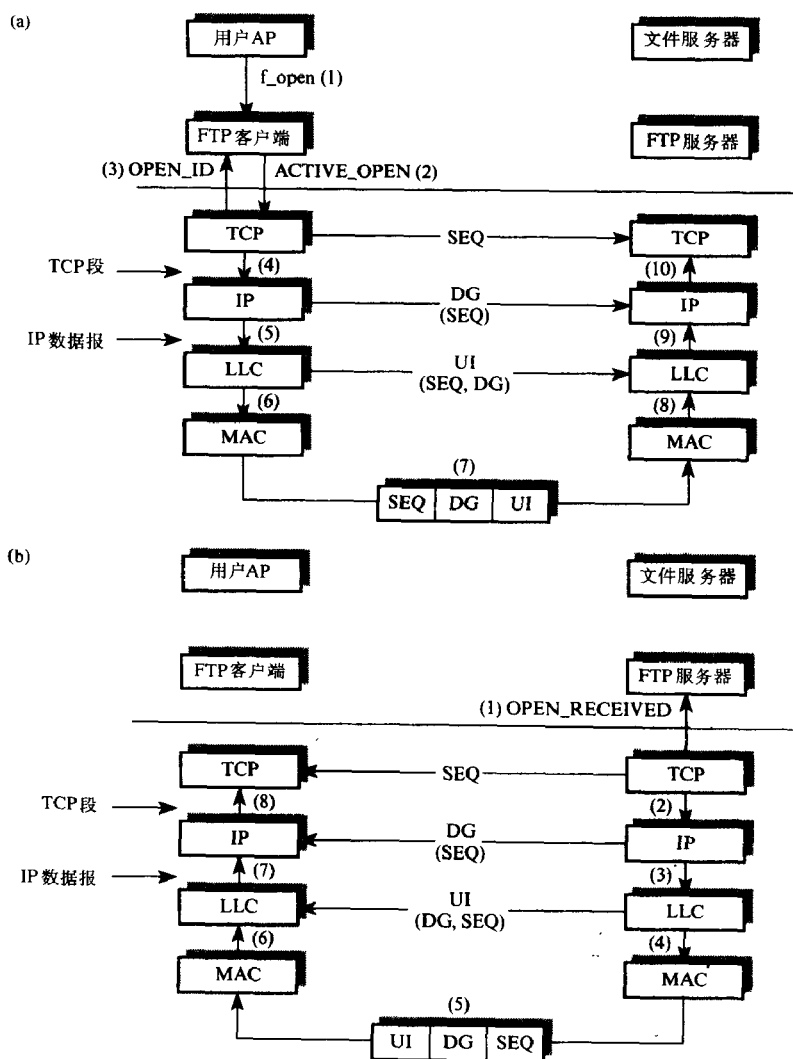 (a)
用户AP
文件服务器
f_open (1)
FTP客户端
FTP服务器
(3) OPEN_ID
ACTIVE_OPEN (2)
TCP
SEQ
TCP
TCP段
(4)
(10)
IP
DG
(SEQ)
IP
IP数据报
(5)
(9)
LLC
UI
(SEQ, DG)
LLC
(6)
(8)
MAC
MAC
(7)
SEQ DG UI
(b)
用户AP
文件服务器
FTP客户端
FTP服务器
(1) OPEN_RECEIVED
TCP
SEQ
TCP
TCP段
(8)
(2)
IP
DG
(SEQ)
IP
IP数据报
(7)
(3)
LLC
UI
(DG, SEQ)
LLC
(6)
(4)
MAC
MAC
(5)
UI DG SEQ